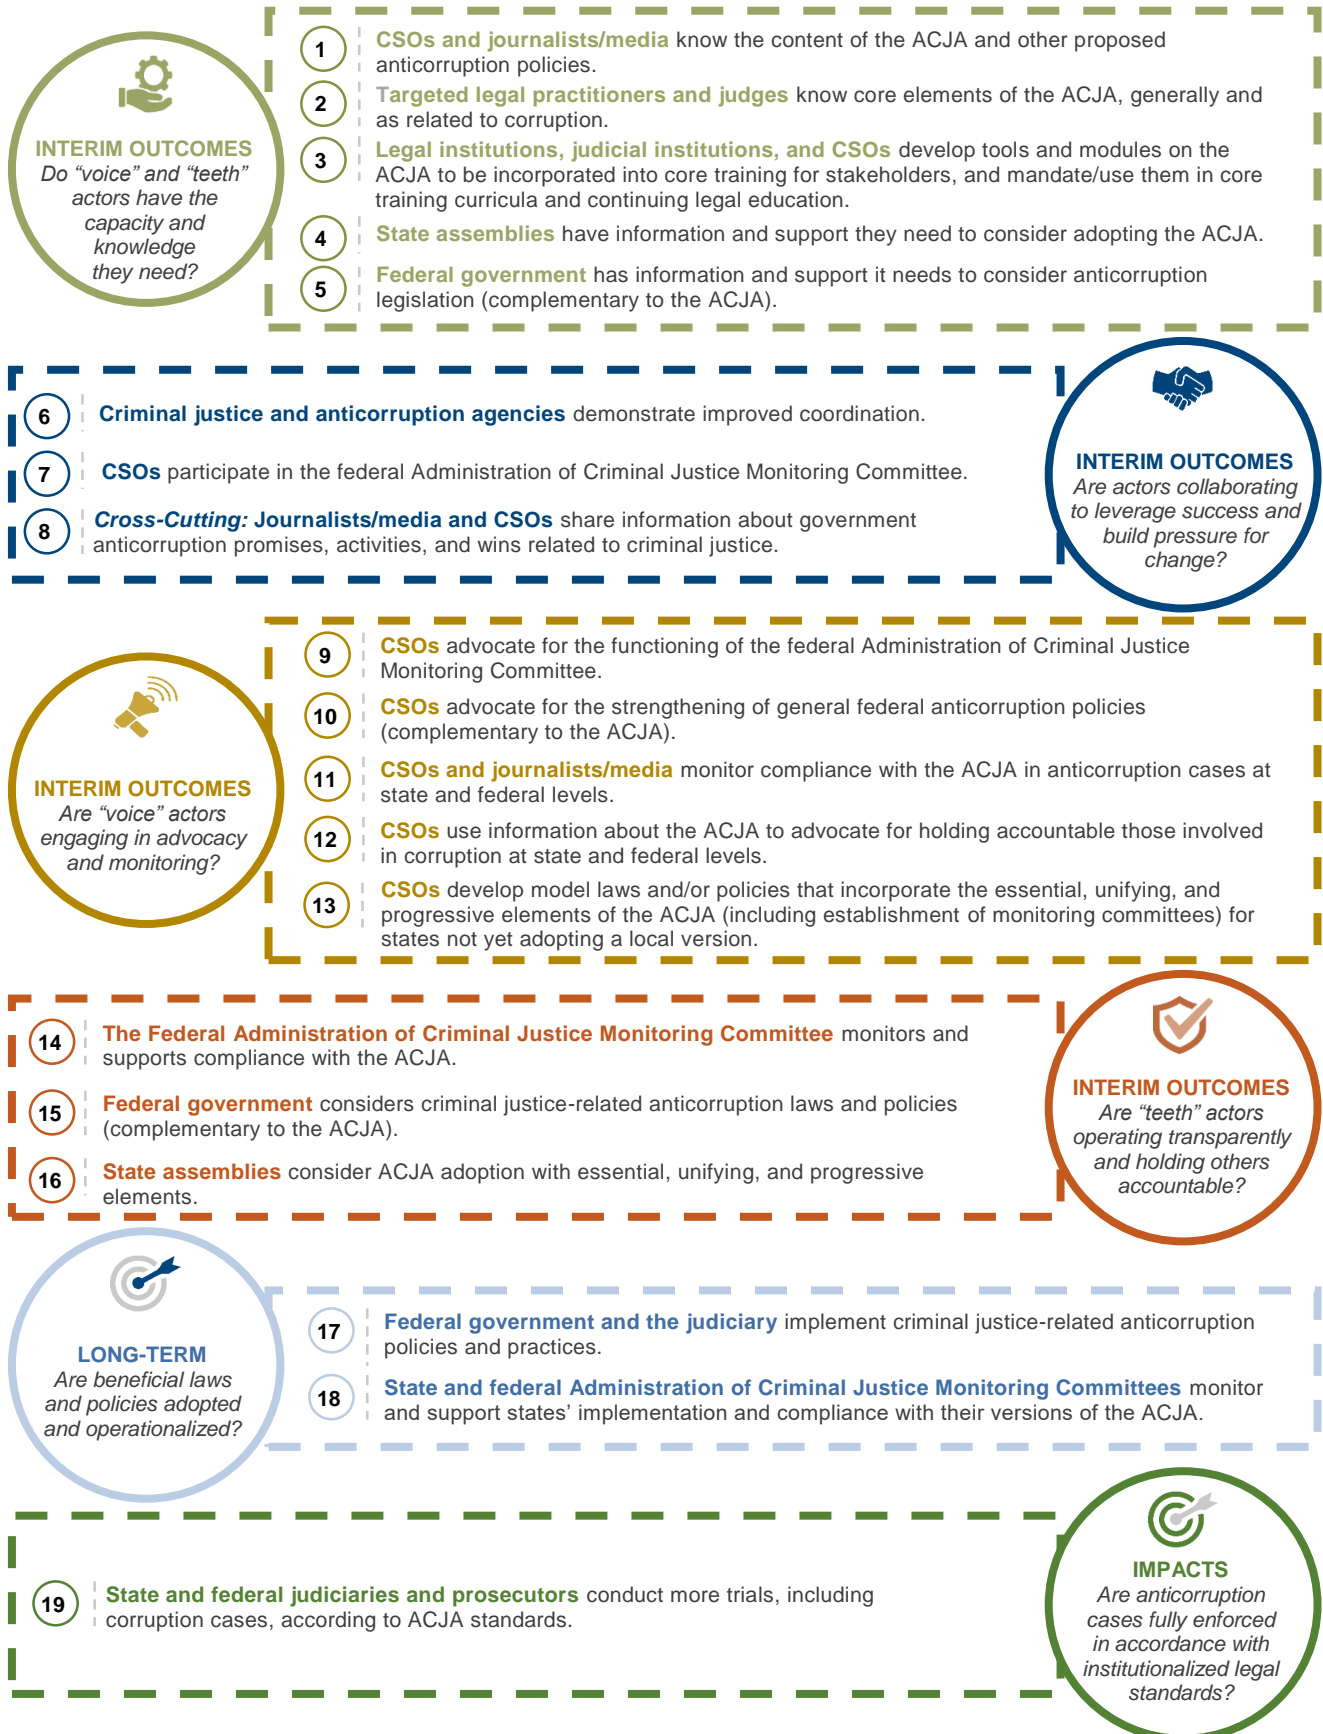 INTERIM OUTCOMES
Do “voice” and “teeth”
actors have the
capacity and
knowledge
they need?
1
CSOs and journalists/media know the content of the ACJA and other proposed
anticorruption policies.
2
Targeted legal practitioners and judges know core elements of the ACJA, generally and
as related to corruption.
3
Legal institutions, judicial institutions, and CSOs develop tools and modules on the
ACJA to be incorporated into core training for stakeholders, and mandate/use them in core
training curricula and continuing legal education.
4
State assemblies have information and support they need to consider adopting the ACJA.
5
Federal government has information and support it needs to consider anticorruption
legislation (complementary to the ACJA).
6
Criminal justice and anticorruption agencies demonstrate improved coordination.
7
CSOs participate in the federal Administration of Criminal Justice Monitoring Committee.
8
Cross-Cutting: Journalists/media and CSOs share information about government
anticorruption promises, activities, and wins related to criminal justice.
INTERIM OUTCOMES
Are actors collaborating
to leverage success and
build pressure for
change?
INTERIM OUTCOMES
Are “voice” actors
engaging in advocacy
and monitoring?
9
CSOs advocate for the functioning of the federal Administration of Criminal Justice
Monitoring Committee.
10
CSOs advocate for the strengthening of general federal anticorruption policies
(complementary to the ACJA).
11
CSOs and journalists/media monitor compliance with the ACJA in anticorruption cases at
state and federal levels.
12
CSOs use information about the ACJA to advocate for holding accountable those involved
in corruption at state and federal levels.
13
CSOs develop model laws and/or policies that incorporate the essential, unifying, and
progressive elements of the ACJA (including establishment of monitoring committees) for
states not yet adopting a local version.
14
The Federal Administration of Criminal Justice Monitoring Committee monitors and
supports compliance with the ACJA.
15
Federal government considers criminal justice-related anticorruption laws and policies
(complementary to the ACJA).
16
State assemblies consider ACJA adoption with essential, unifying, and progressive
elements.
INTERIM OUTCOMES
Are “teeth” actors
operating transparently
and holding others
accountable?
LONG-TERM
Are beneficial laws
and policies adopted
and operationalized?
17
Federal government and the judiciary implement criminal justice-related anticorruption
policies and practices.
18
State and federal Administration of Criminal Justice Monitoring Committees monitor
and support states’ implementation and compliance with their versions of the ACJA.
19
State and federal judiciaries and prosecutors conduct more trials, including
corruption cases, according to ACJA standards.
IMPACTS
Are anticorruption
cases fully enforced
in accordance with
institutionalized legal
standards?